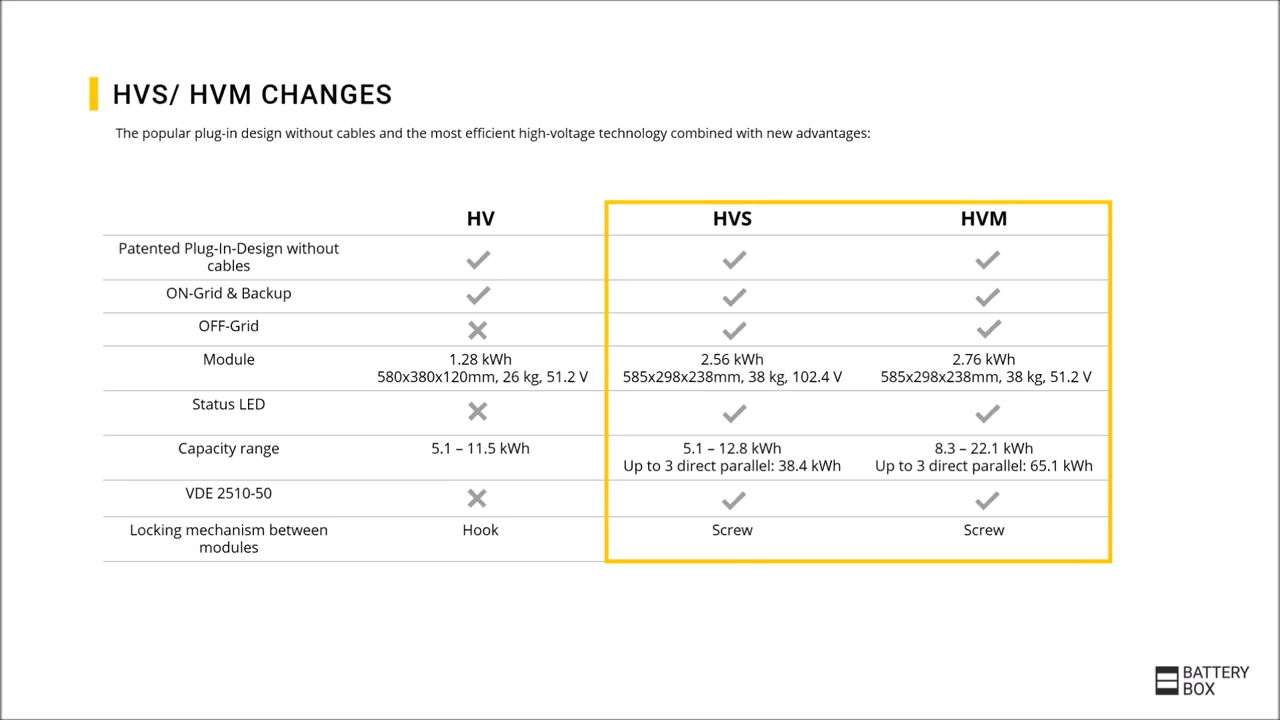 HVS/ HVM CHANGES
The popular plug-in design without cables and the most efficient high-voltage technology combined with new advantages:
HV HVS HVM
Patented Plug-In-Design without
cables
ON-Grid & Backup
OFF-Grid
Module 1.28 kWh 2.56 kWh 2.76 kWh
580x380x120mm, 26 kg, 51.2 V 585x298x238mm, 38 kg, 102.4 V 585x298x238mm, 38 kg, 51.2 V
Status LED
Capacity range 5.1 – 11.5 kWh 5.1 – 12.8 kWh 8.3 – 22.1 kWh
Up to 3 direct parallel: 38.4 kWh Up to 3 direct parallel: 65.1 kWh
VDE 2510-50
Locking mechanism between Hook Screw Screw
modules
BATTERY
BOX